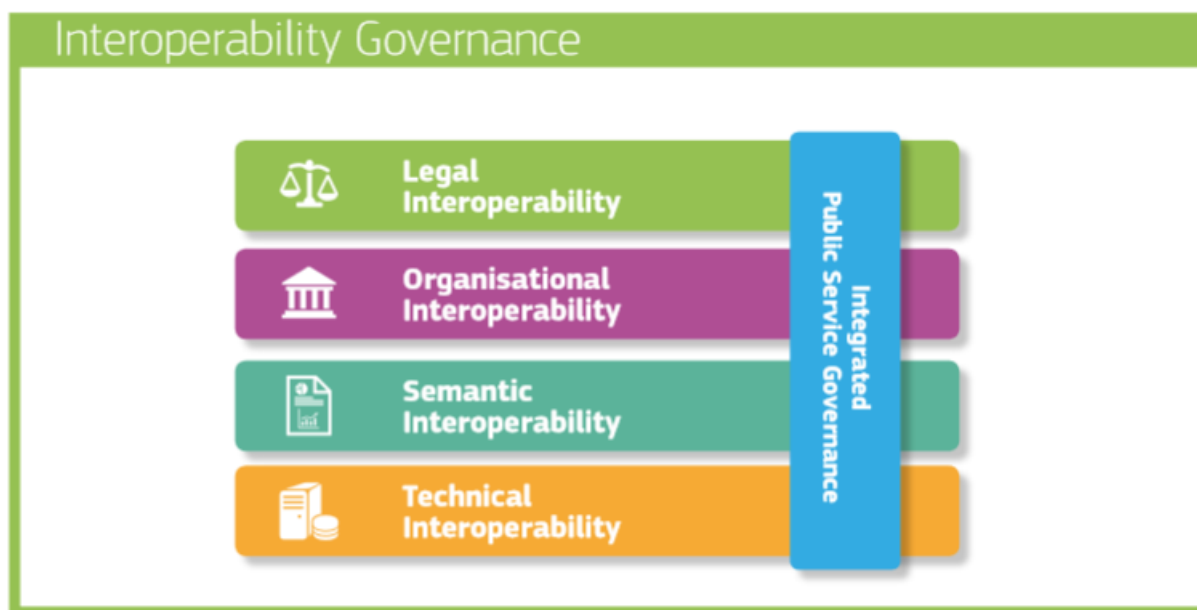 Interoperability Governance
Legal
Interoperability
Organisational
Interoperability
Semantic
Interoperability
Technical
Interoperability
Integrated
Public Service Governance